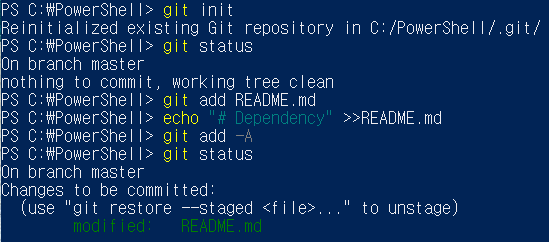 PS C:₩PowerShell> git init
Reinitialized existing Git repository in C:/PowerShell/.git/
PS C:₩PowerShell> git status
On branch master
nothing to commit, working tree clean
PS C:₩PowerShell> git add README.md
PS C:₩PowerShell> echo "# Dependency" >>README.md
PS C:₩PowerShell> git add -A
PS C:₩PowerShell> git status
On branch master
Changes to be committed:
  (use "git restore --staged <file>..." to unstage)
        modified:   README.md